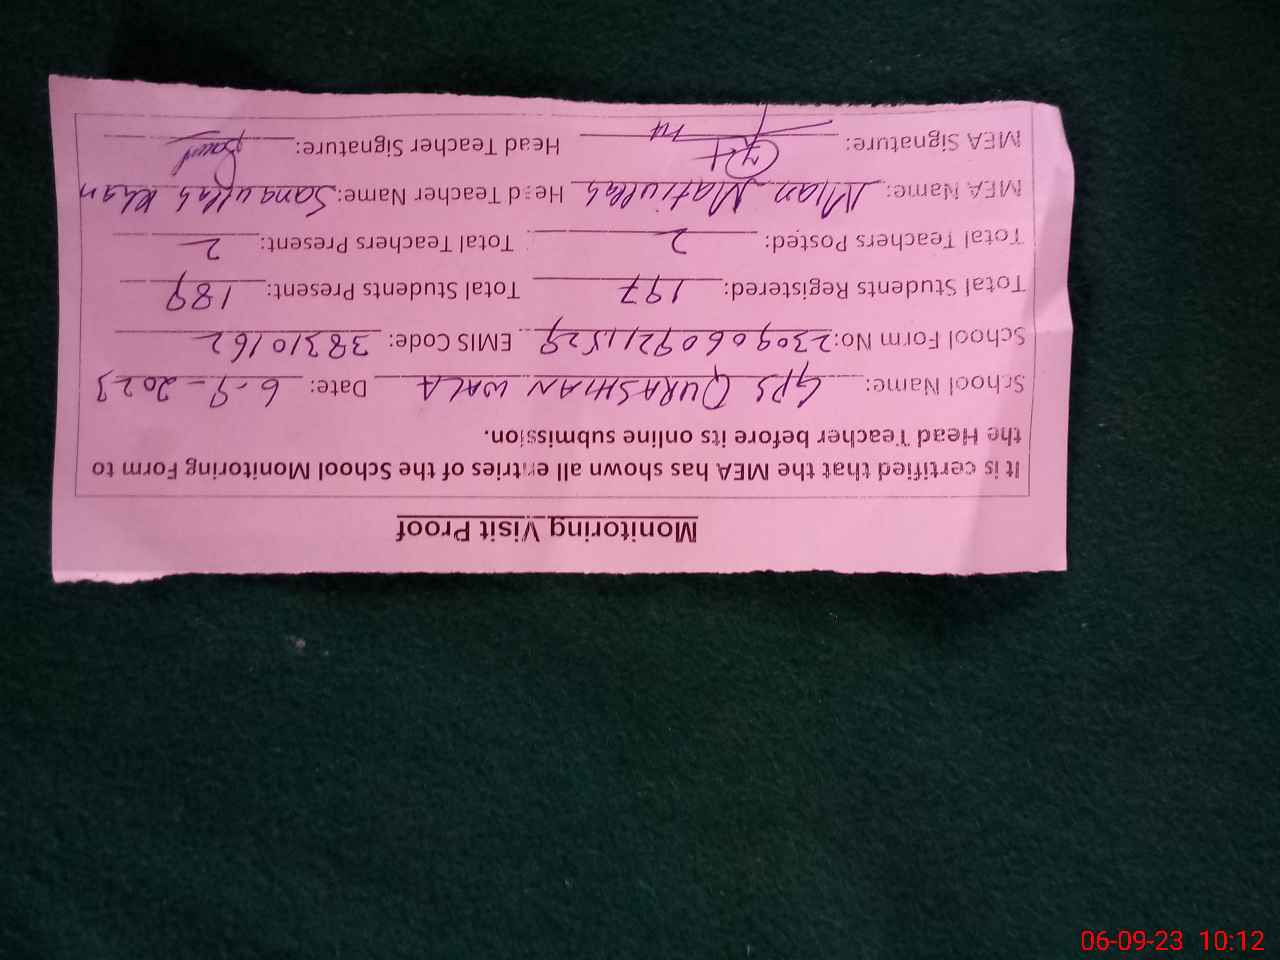 Monitoring Visit Proof
It is certified that the MEA has shown all entries of the School Monitoring Form to
the Head Teacher before its online submission.
School Name: GPS QURASHIAN WALA Date: 6-9-2023
School Form No: 23090609211529 EMIS Code: 38310162
Total Students Registered: 197 Total Students Present: 189
Total Teachers Posted: 2 Total Teachers Present: 2
MEA Name: Mian Matiullah Head Teacher Name: Sanaullah Khan
MEA Signature: Head Teacher Signature:
06-09-23 10:12